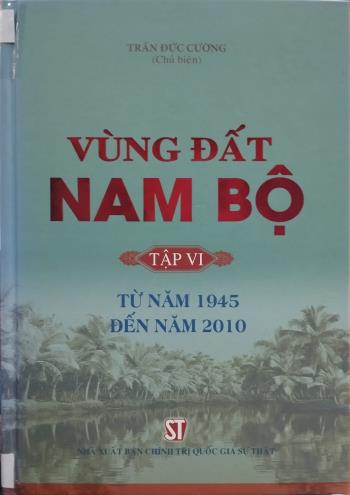 TRẦN ĐỨC CƯỜNG
(Chủ biên)
VÙNG ĐẤT
NAM BỘ
TẬP VI
TỪ NĂM 1945
ĐẾN NĂM 2010
ST
NHÀ XUẤT BẢN CHÍNH TRỊ QUỐC GIA SỰ THẬT